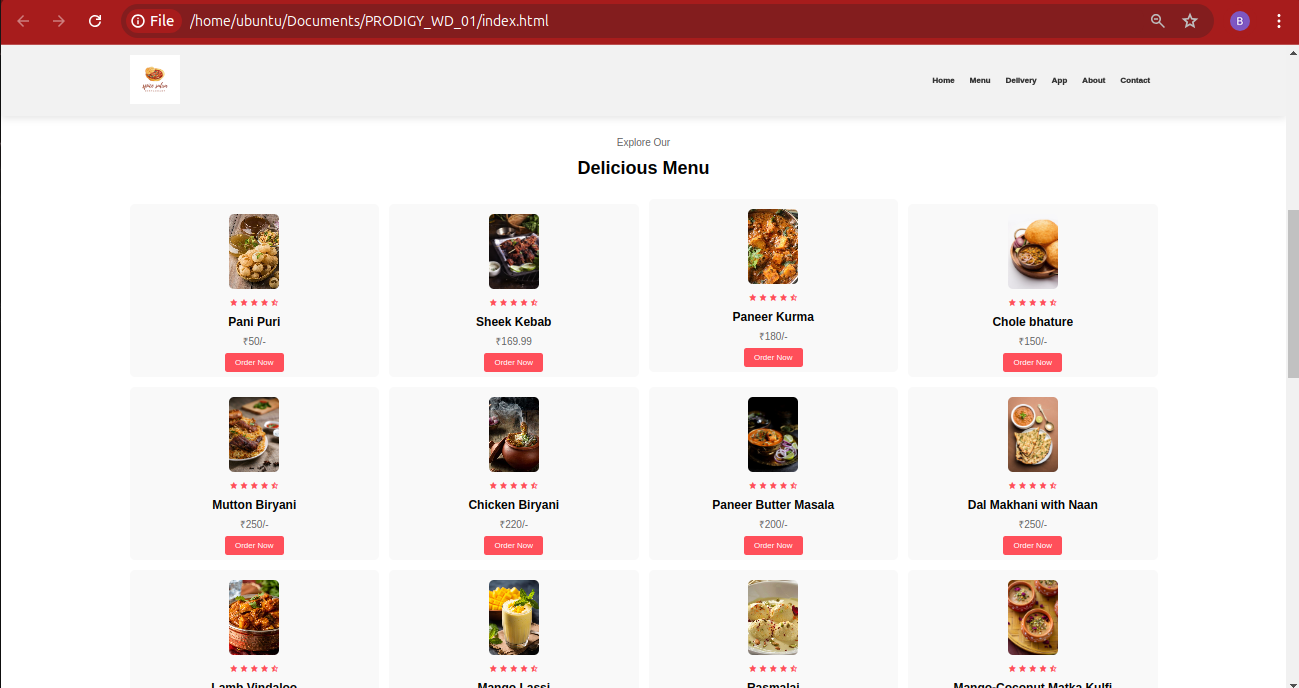 File
/home/ubuntu/Documents/PRODIGY_WD_01/index.html
B
spice salsa
Home Menu Delivery App About Contact
Explore Our
Delicious Menu
Pani Puri
₹50/-
Order Now
Sheek Kebab
₹169.99
Order Now
Paneer Kurma
₹180/-
Order Now
Chole bhature
₹150/-
Order Now
Mutton Biryani
₹250/-
Order Now
Chicken Biryani
₹220/-
Order Now
Paneer Butter Masala
₹200/-
Order Now
Dal Makhani with Naan
₹250/-
Order Now
Lamb Vindaloo
Mango Lassi
Rasmalai
Mango-Coconut Matka Kulfi